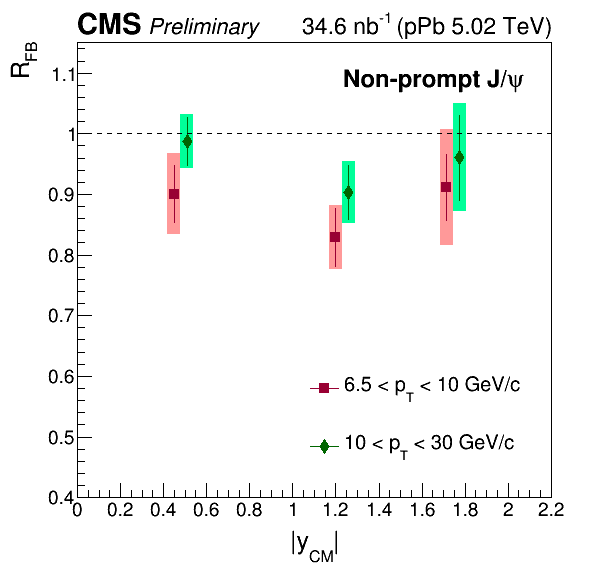 CMS Preliminary 34.6 nb⁻¹ (pPb 5.02 TeV)
R_FB
Non-prompt J/ψ
1.1
1
0.9
0.8
0.7
0.6
0.5
0.4
6.5 < p_T < 10 GeV/c
10 < p_T < 30 GeV/c
0 0.2 0.4 0.6 0.8 1 1.2 1.4 1.6 1.8 2 2.2
|y_CM|